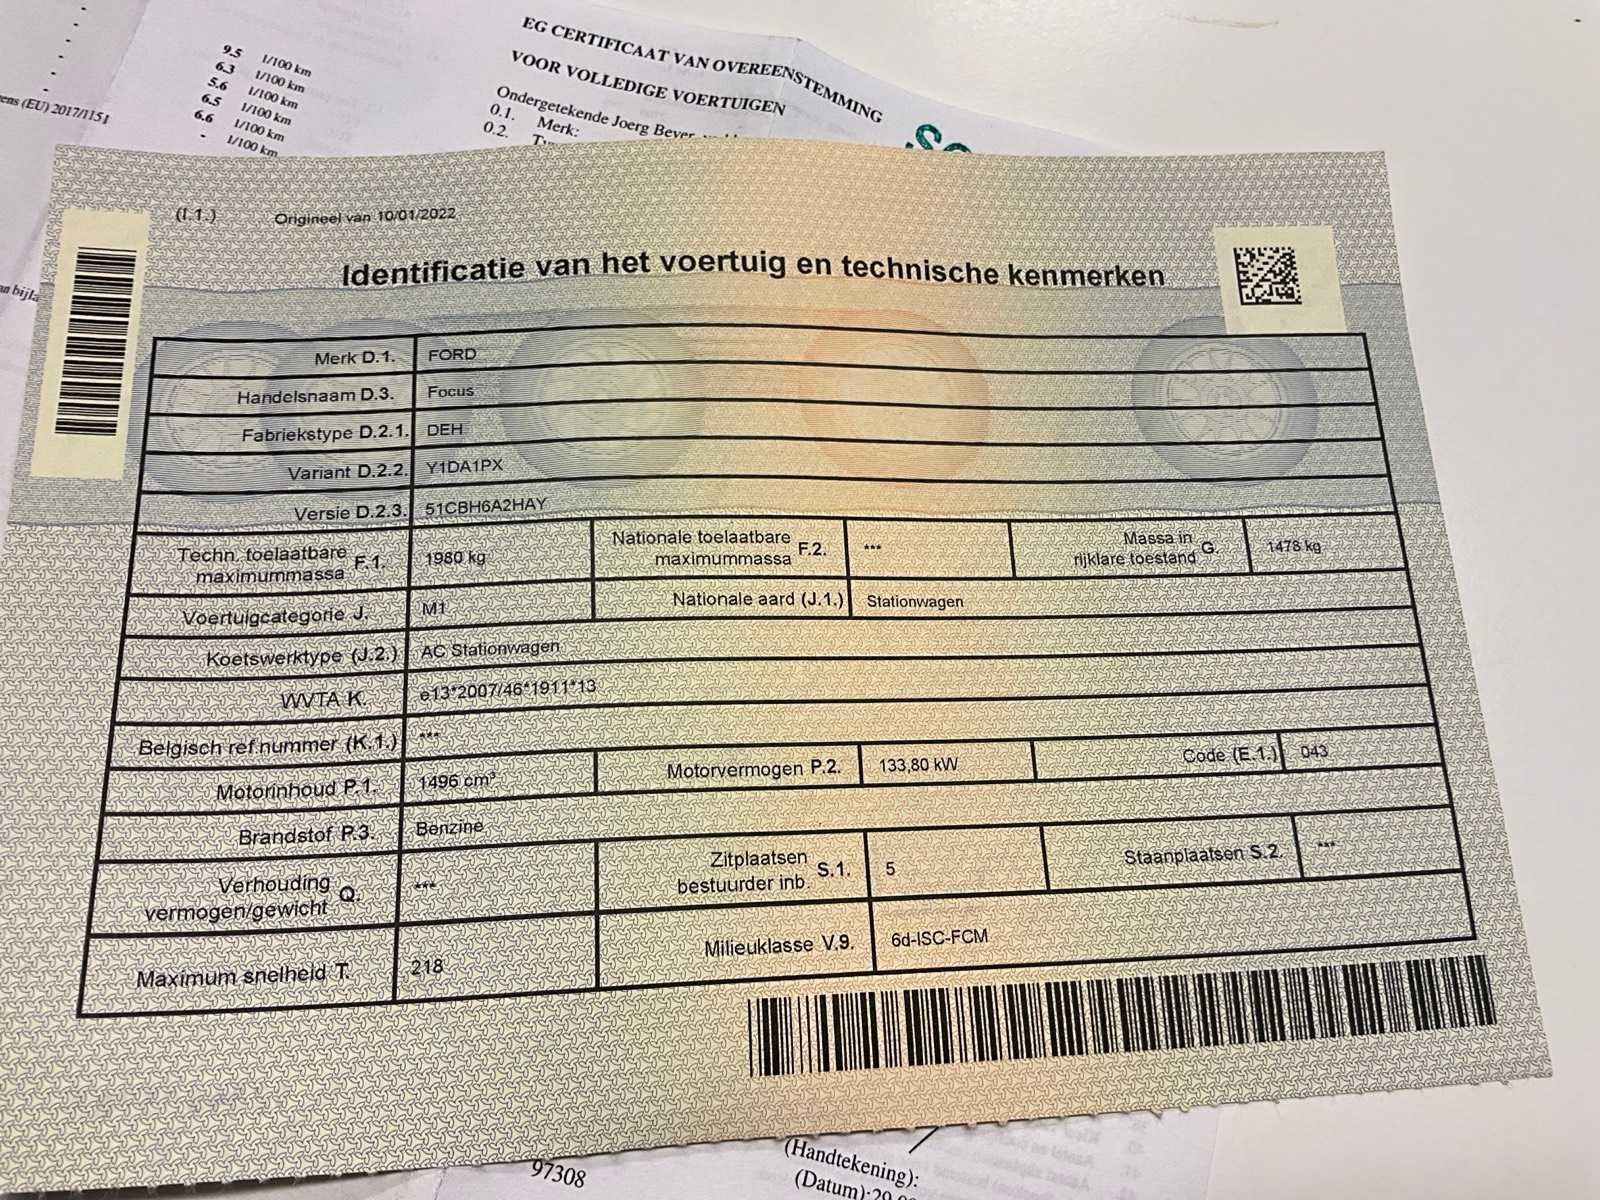 9.5 1/100 km
6.3 1/100 km
5.6 1/100 km
6.5 1/100 km
6.6 1/100 km
- 1/100 km
(EU) 2017/1151
EG CERTIFICAAT VAN OVEREENSTEMMING
VOOR VOLLEDIGE VOERTUIGEN
Ondergetekende Joerg Beyer
0.1. Merk:
0.2.
(I.1.) Origineel van 10/01/2022
Identificatie van het voertuig en technische kenmerken
Merk D.1. FORD
Handelsnaam D.3. Focus
Fabriekstype D.2.1. DEH
Variant D.2.2. Y1DA1PX
Versie D.2.3. 51CBH6A2HAY
Techn. toelaatbare maximummassa F.1. 1980 kg Nationale toelaatbare maximummassa F.2. *** Massa in rijklare toestand G. 1478 kg
Voertuigcategorie J. M1 Nationale aard (J.1.) Stationwagen
Koetswerktype (J.2.) AC Stationwagen
WVTA K. e13*2007/46*1911*13
Belgisch ref.nummer (K.1.) ***
Motorinhoud P.1. 1496 cm³ Motorvermogen P.2. 133,80 kW Code (E.1.) 043
Brandstof P.3. Benzine
Verhouding vermogen/gewicht Q. *** Zitplaatsen bestuurder inb. S.1. 5 Staanplaatsen S.2. ***
Maximum snelheid T. 218 Milieuklasse V.9. 6d-ISC-FCM
97308
(Handtekening):
(Datum):